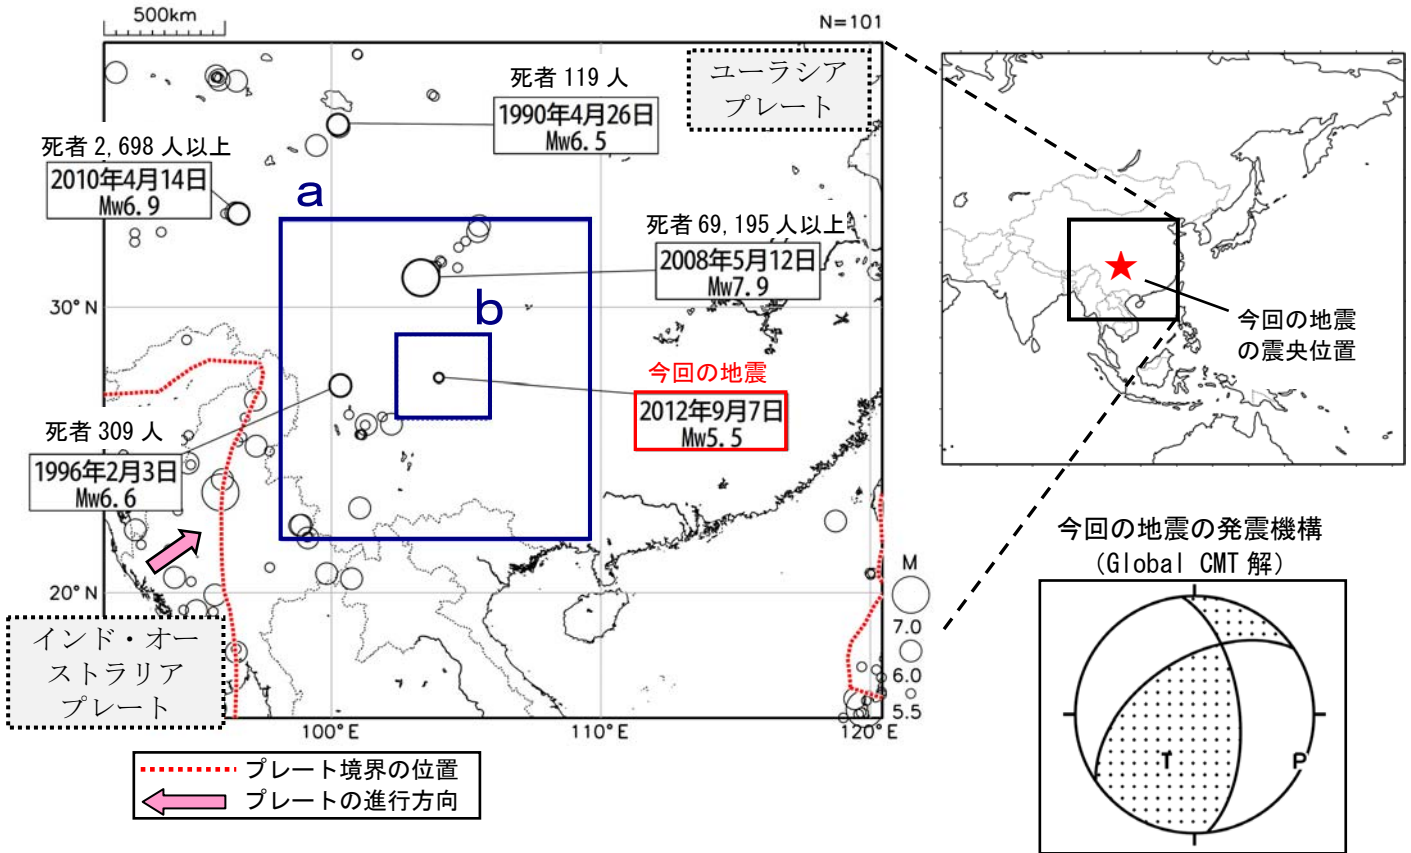 500km
N=101
ユーラシア
プレート
死者 119 人
1990年4月26日
Mw6.5
死者 2,698 人以上
2010年4月14日
Mw6.9
a
死者 69,195 人以上
2008年5月12日
Mw7.9
30°N
b
今回の地震
2012年9月7日
Mw5.5
死者 309 人
1996年2月3日
Mw6.6
20°N
インド・オー
ストラリア
プレート
M
7.0
6.0
5.5
100°E
110°E
120°E
プレート境界の位置
プレートの進行方向
今回の地震
の震央位置
今回の地震の発震機構
(Global CMT 解)
T
P